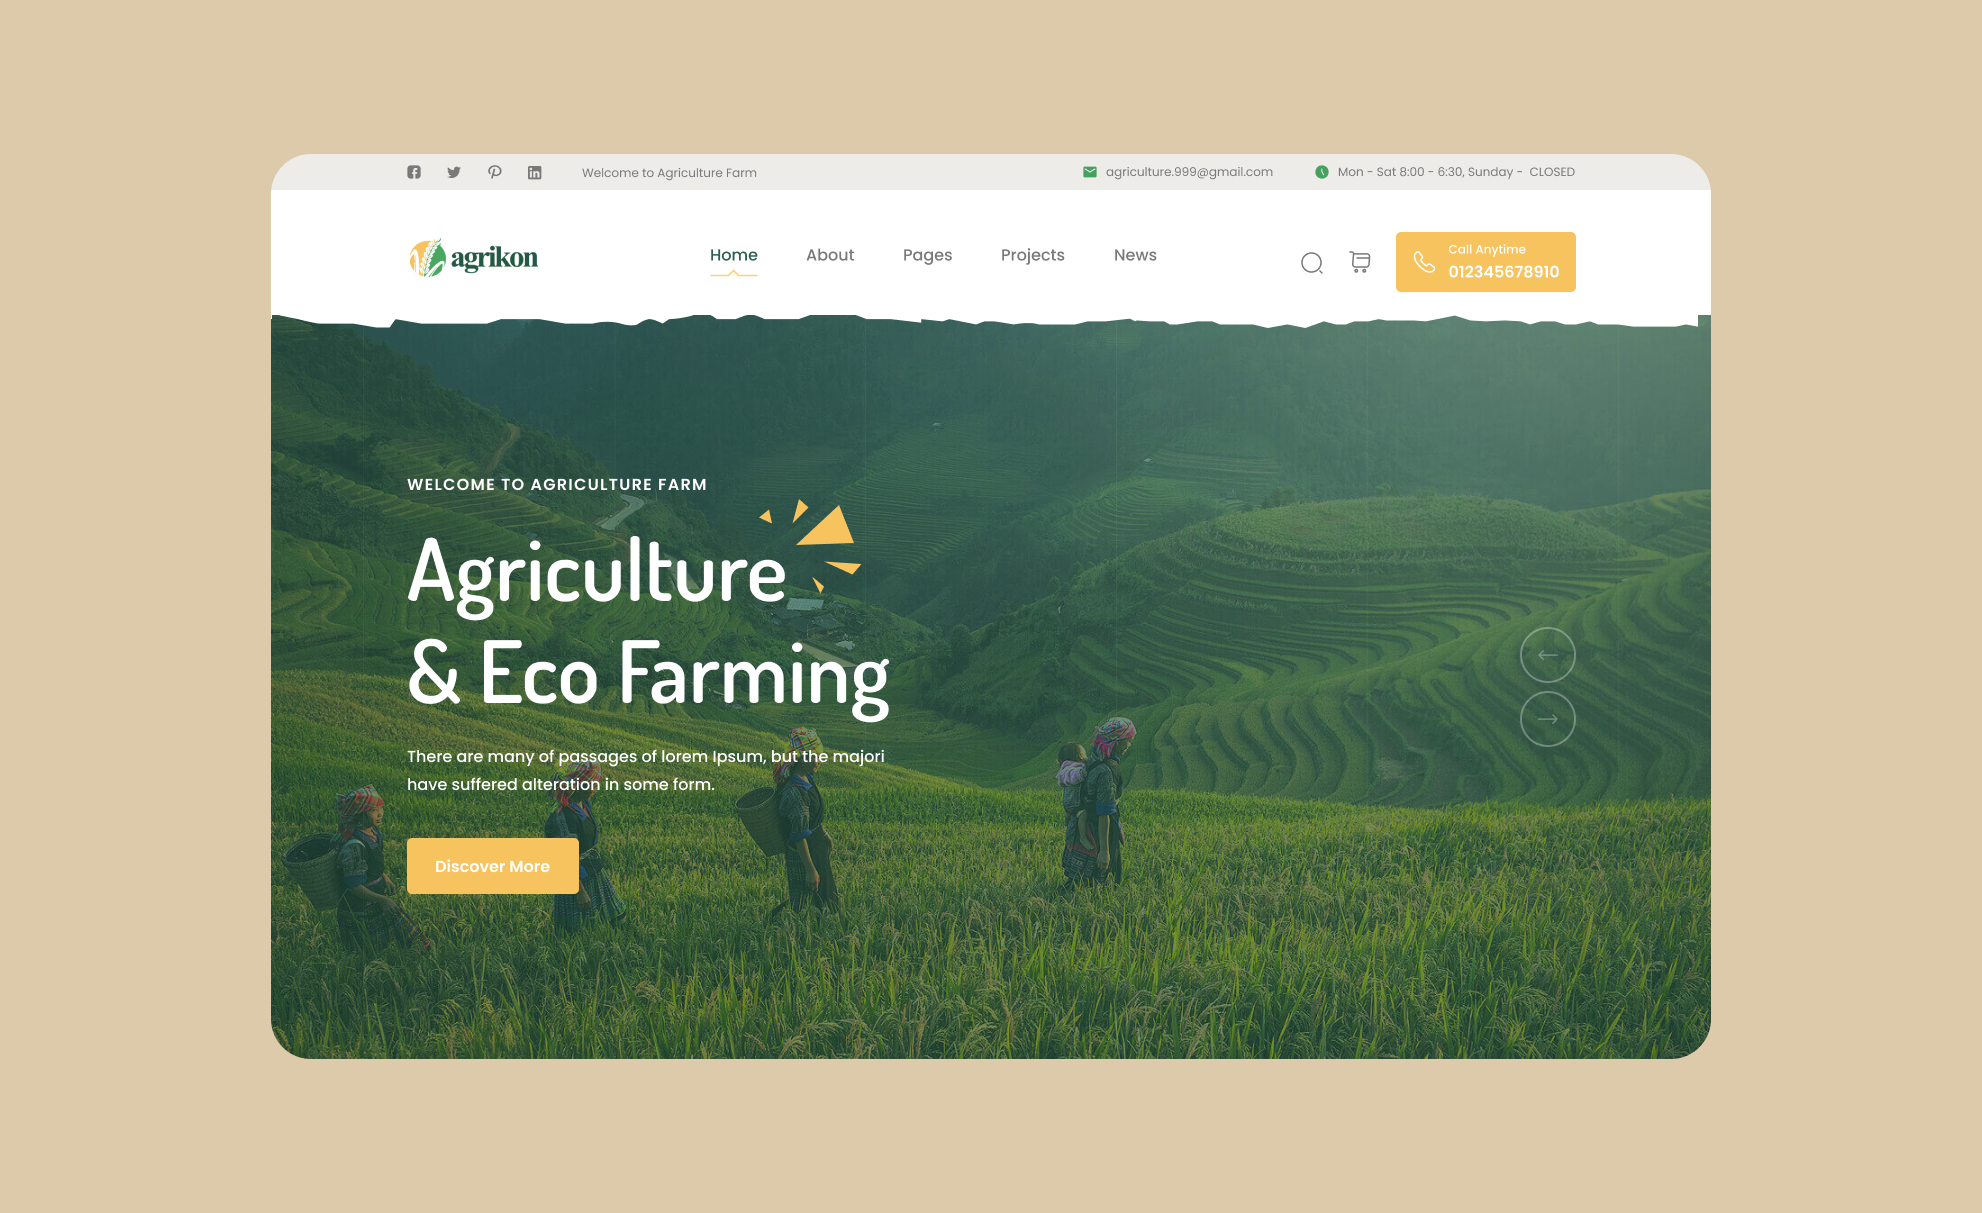 Welcome to Agriculture Farm
agriculture.999@gmail.com
Mon - Sat 8:00 - 6:30, Sunday - CLOSED
agrikon
Home
About
Pages
Projects
News
Call Anytime
012345678910
WELCOME TO AGRICULTURE FARM
Agriculture
& Eco Farming
There are many of passages of lorem Ipsum, but the majori
have suffered alteration in some form.
Discover More